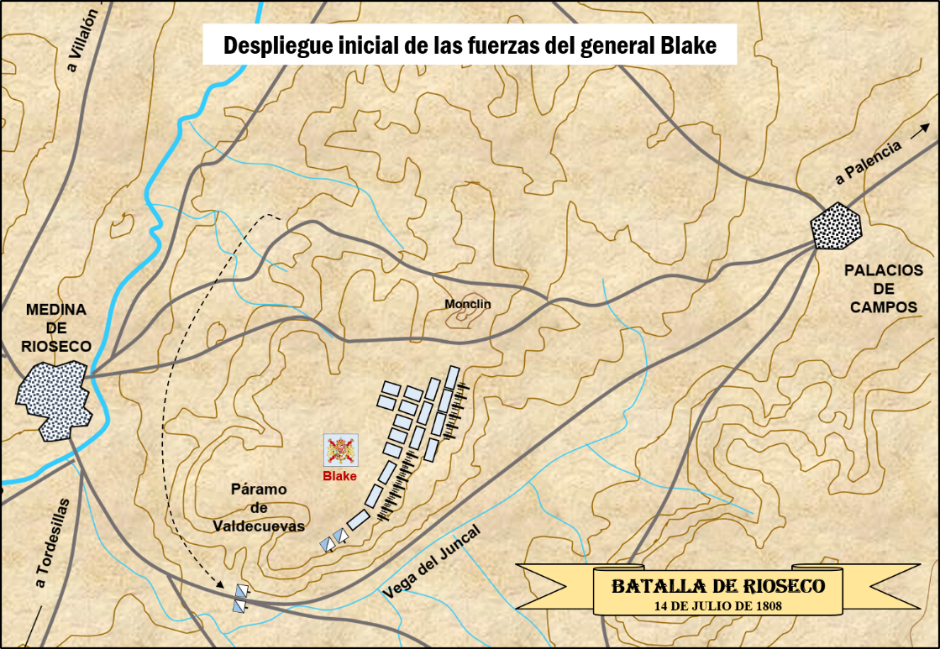 Despliegue inicial de las fuerzas del general Blake
a Villalón
a Palencia
PALACIOS
DE
CAMPOS
MEDINA
DE
RIOSECO
Monclín
Blake
Páramo
de
Valdecuevas
a Tordesillas
Vega del Juncal
BATALLA DE RIOSECO
14 DE JULIO DE 1808